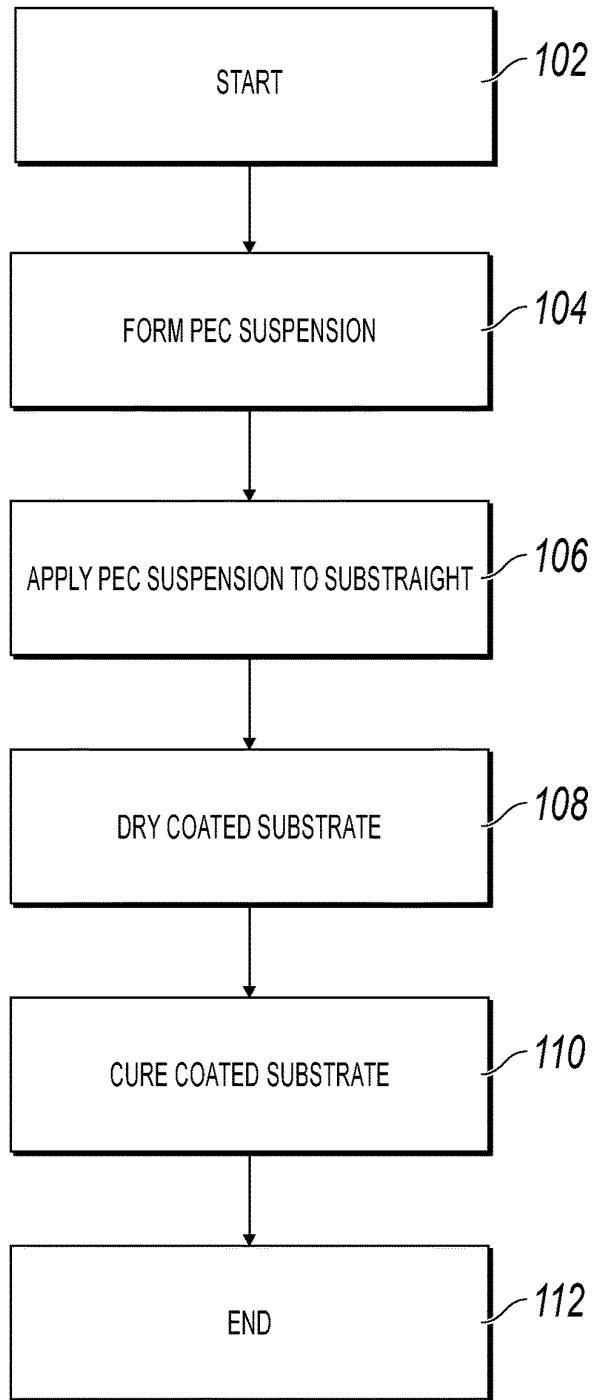 START
102
FORM PEC SUSPENSION
104
APPLY PEC SUSPENSION TO SUBSTRAIGHT
106
DRY COATED SUBSTRATE
108
CURE COATED SUBSTRATE
110
END
112